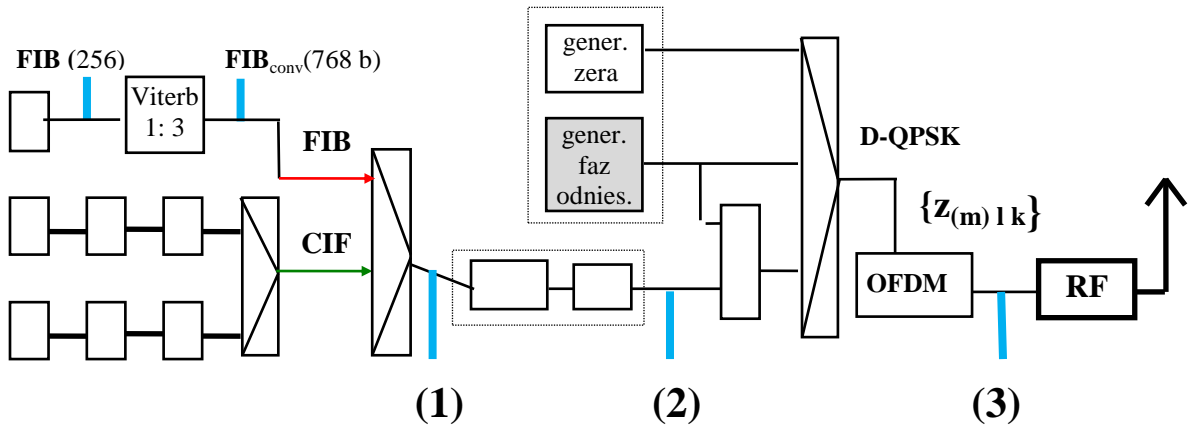 FIB (256)
FIBconv(768 b)
Viterb
1: 3
FIB
CIF
gener.
zera
gener.
faz
odnies.
D-QPSK
{z(m) l k}
OFDM
RF
(1)
(2)
(3)